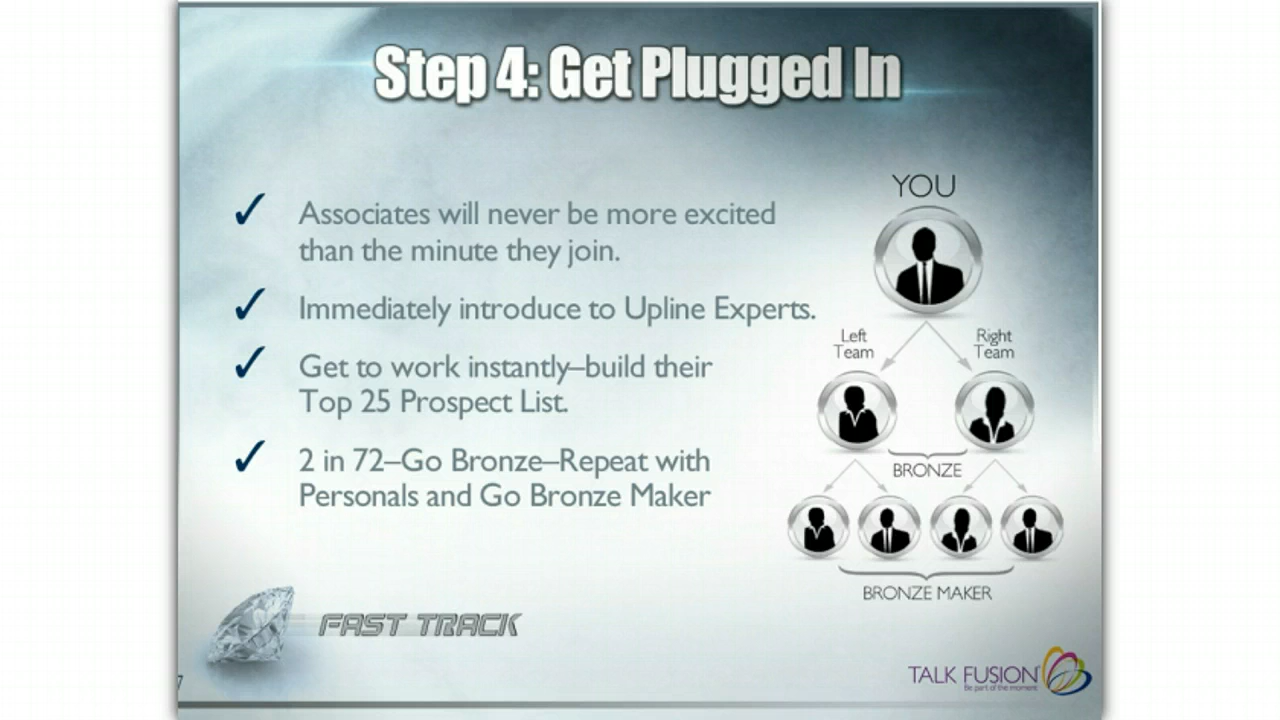 Step 4: Get Plugged In
✓ Associates will never be more excited
than the minute they join.
✓ Immediately introduce to Upline Experts.
✓ Get to work instantly–build their
Top 25 Prospect List.
✓ 2 in 72–Go Bronze–Repeat with
Personals and Go Bronze Maker
YOU
Left
Team
Right
Team
BRONZE
BRONZE MAKER
FAST TRACK
TALK FUSION
Be part of the moment
7